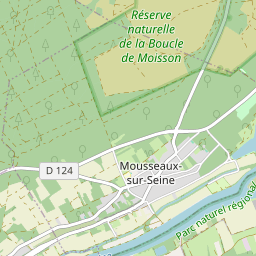 Réserve
naturelle
de la Boucle
de Moisson
D 124
Mousseaux-
sur-Seine
Parc naturel régional